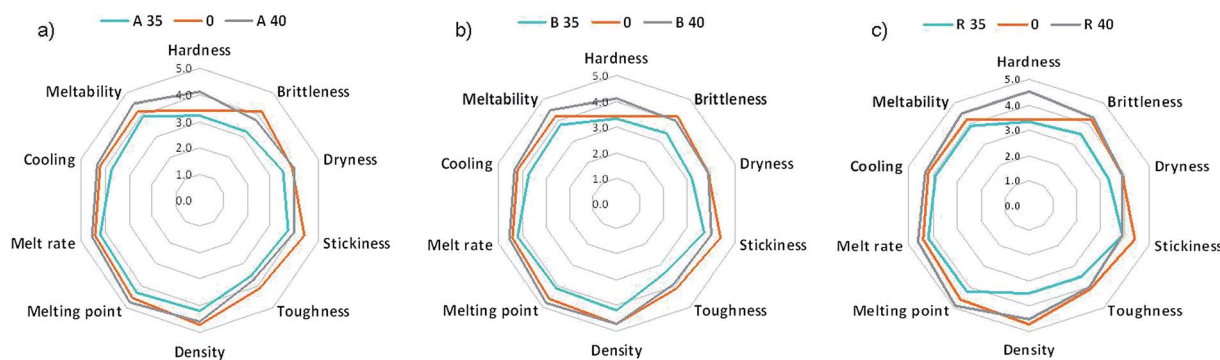 a)
A 35 0 A 40
Hardness
Brittleness
Dryness
Stickiness
Toughness
Density
Melting point
Melt rate
Cooling
Meltability
5.0
4.0
3.0
2.0
1.0
0.0
b)
B 35 0 B 40
Hardness
Brittleness
Dryness
Stickiness
Toughness
Density
Melting point
Melt rate
Cooling
Meltability
5.0
4.0
3.0
2.0
1.0
0.0
c)
R 35 0 R 40
Hardness
Brittleness
Dryness
Stickiness
Toughness
Density
Melting point
Melt rate
Cooling
Meltability
5.0
4.0
3.0
2.0
1.0
0.0